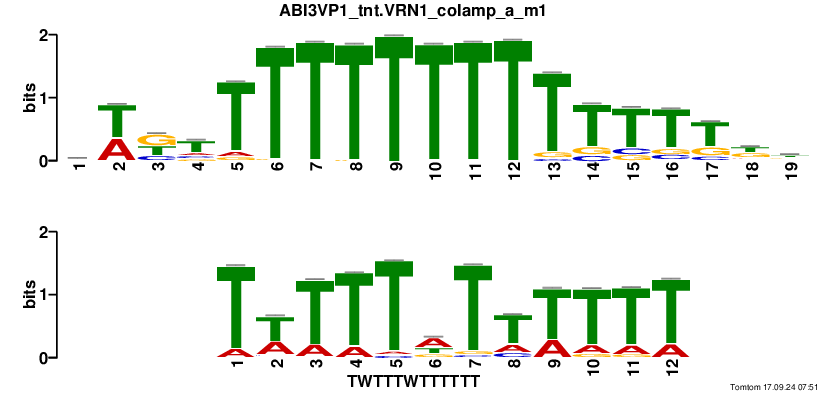 ABI3VP1_tnt.VRN1_colamp_a_m1
2
1
0
bits
1 2 3 4 5 6 7 8 9 10 11 12 13 14 15 16 17 18 19
2
1
0
bits
1 2 3 4 5 6 7 8 9 10 11 12
TWTTTWTTTTTT
Tomtom 17.09.24 07:51